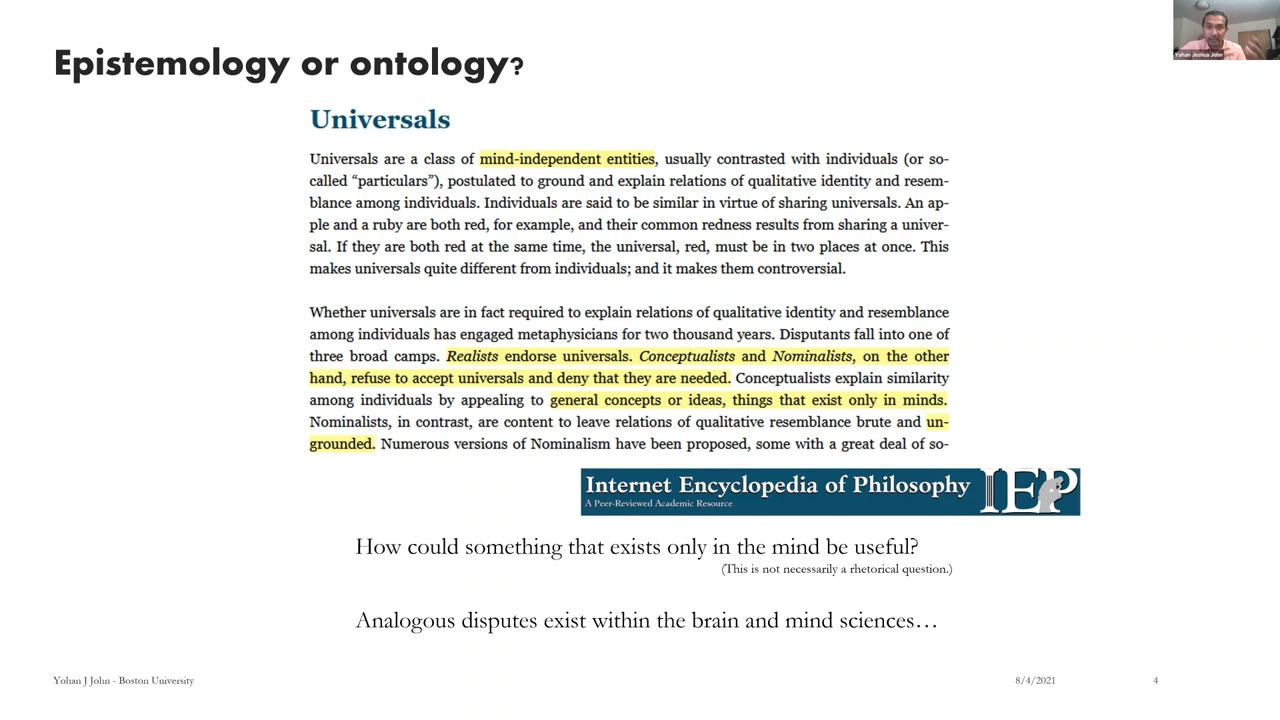 Epistemology or ontology?
Yohan Joshua John
Universals
Universals are a class of mind-independent entities, usually contrasted with individuals (or so-
called “particulars”), postulated to ground and explain relations of qualitative identity and resem-
blance among individuals. Individuals are said to be similar in virtue of sharing universals. An ap-
ple and a ruby are both red, for example, and their common redness results from sharing a univer-
sal. If they are both red at the same time, the universal, red, must be in two places at once. This
makes universals quite different from individuals; and it makes them controversial.
Whether universals are in fact required to explain relations of qualitative identity and resemblance
among individuals has engaged metaphysicians for two thousand years. Disputants fall into one of
three broad camps. Realists endorse universals. Conceptualists and Nominalists, on the other
hand, refuse to accept universals and deny that they are needed. Conceptualists explain similarity
among individuals by appealing to general concepts or ideas, things that exist only in minds.
Nominalists, in contrast, are content to leave relations of qualitative resemblance brute and un-
grounded. Numerous versions of Nominalism have been proposed, some with a great deal of so-
Internet Encyclopedia of Philosophy
IEP
A Peer-Reviewed Academic Resource
How could something that exists only in the mind be useful?
(This is not necessarily a rhetorical question.)
Analogous disputes exist within the brain and mind sciences…
Yohan J John - Boston University
8/4/2021
4